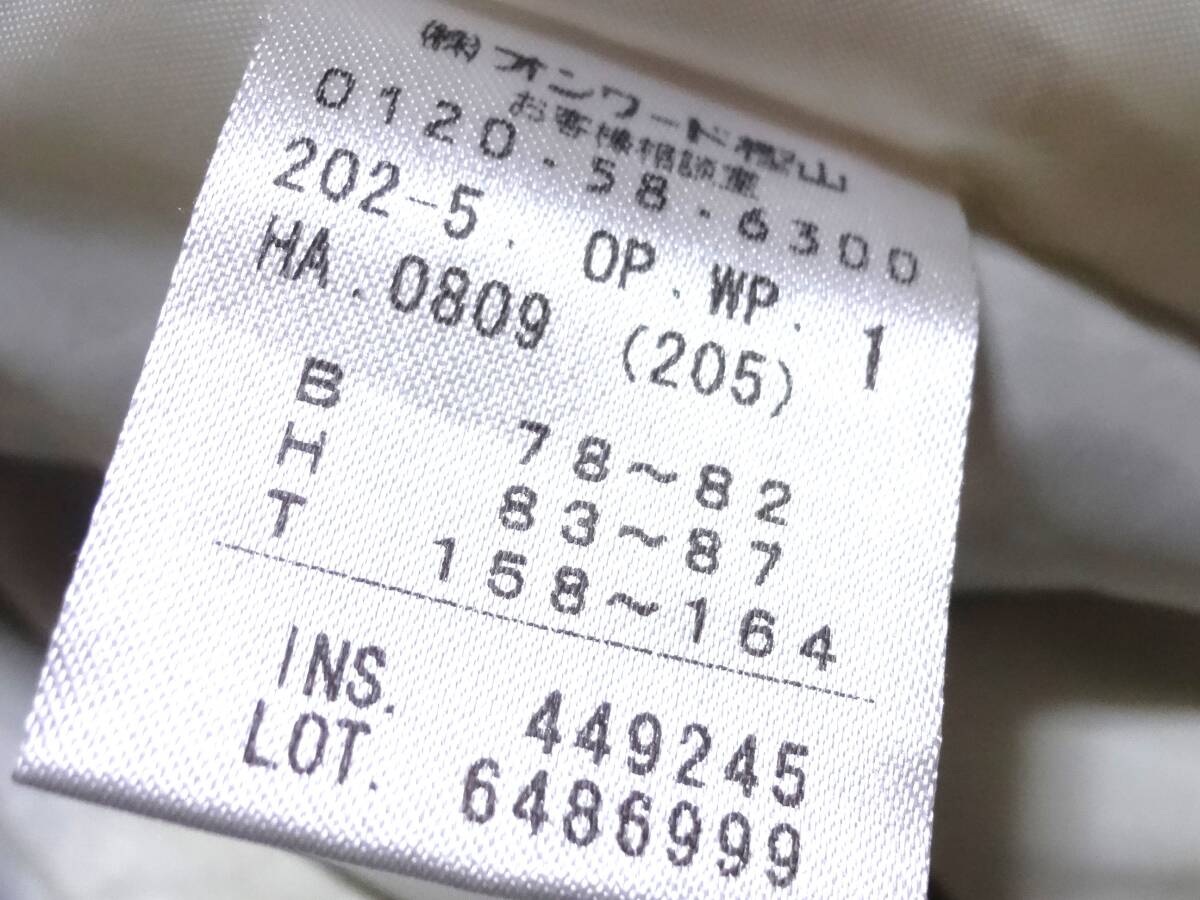 ㈱オンワード樫山
お客様相談室
0120-58-6300
202-5. OP. WP. 1
HA. 0809 (205)
B 78~82
H 83~87
T 158~164
INS. 449245
LOT. 6486999